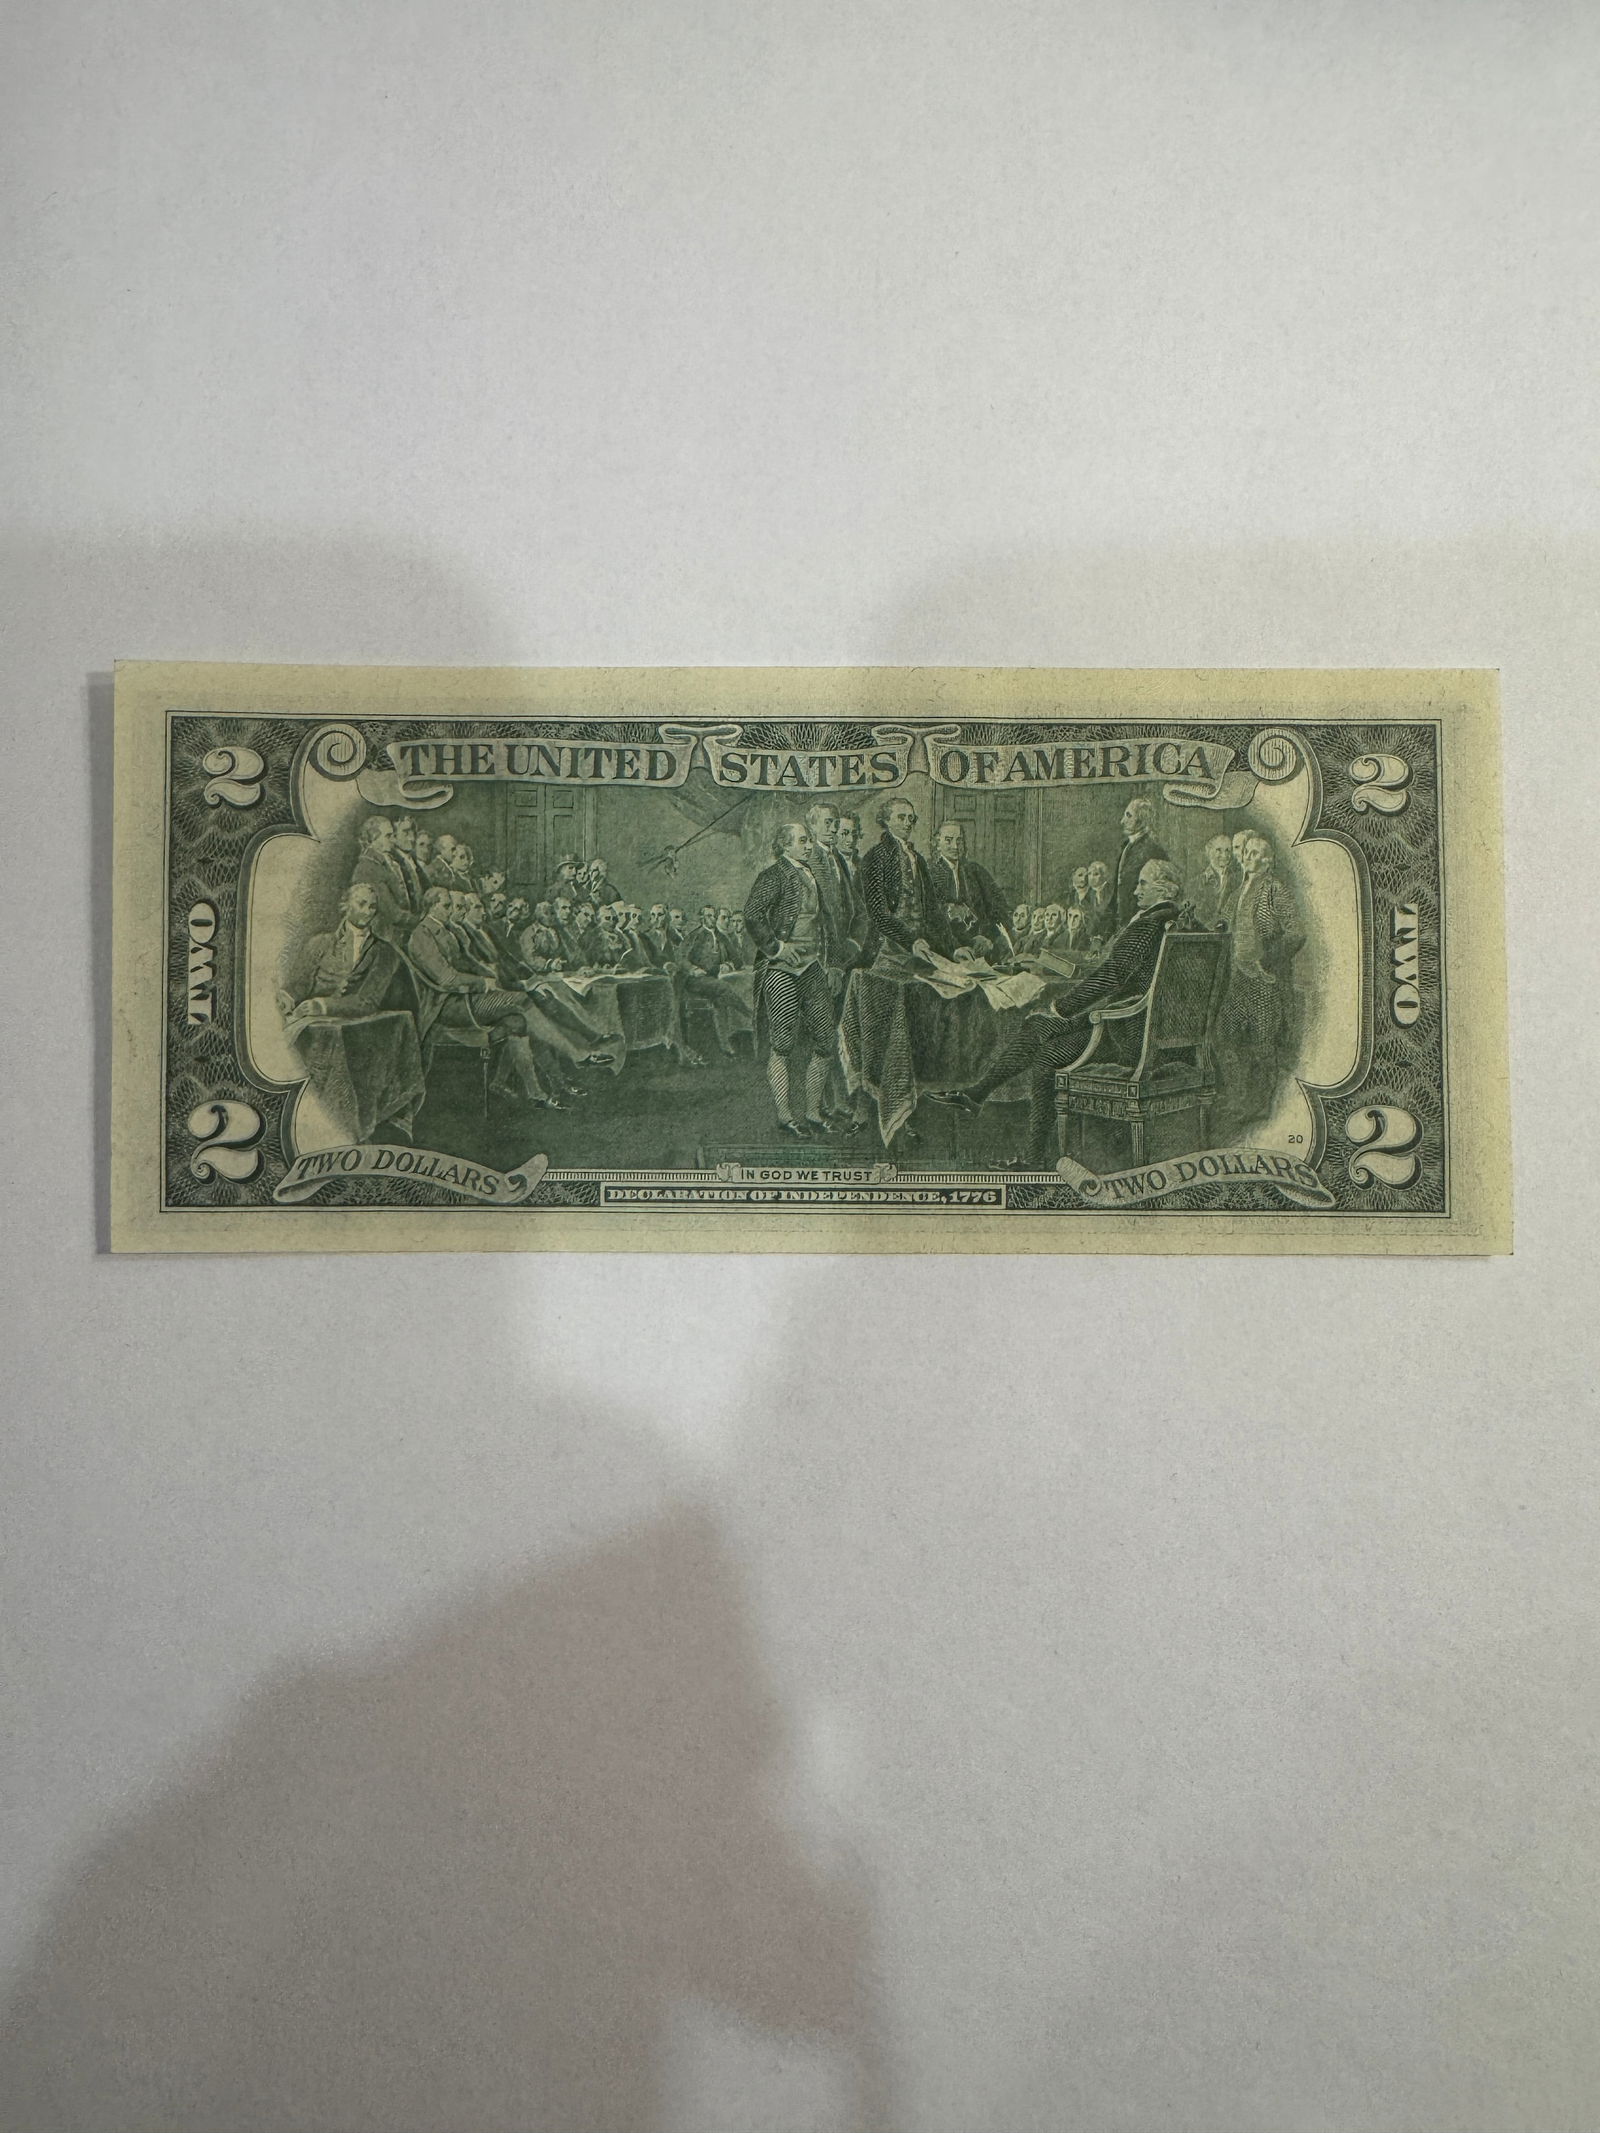 2 THE UNITED STATES OF AMERICA 2
TWO TWO
20
2 TWO DOLLARS IN GOD WE TRUST TWO DOLLARS 2
DECLARATION OF INDEPENDENCE, 1776